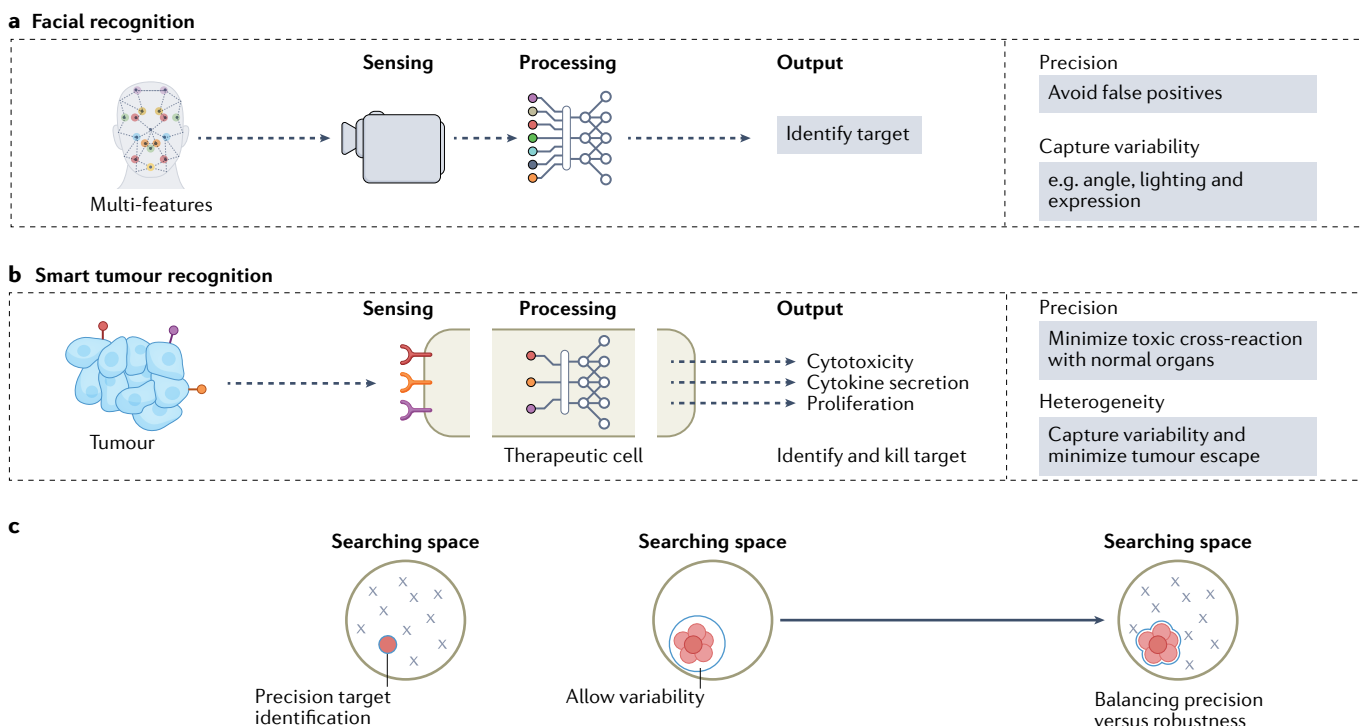 a Facial recognition
Sensing
Processing
Output
Multi-features
Identify target
Precision
Avoid false positives
Capture variability
e.g. angle, lighting and
expression
b Smart tumour recognition
Sensing
Processing
Output
Tumour
Therapeutic cell
Cytotoxicity
Cytokine secretion
Proliferation
Identify and kill target
Precision
Minimize toxic cross-reaction
with normal organs
Heterogeneity
Capture variability and
minimize tumour escape
c
Searching space
x x x x x x x x x
Precision target
identification
Searching space
Allow variability
Searching space
x x x x x x x x x
Balancing precision
versus robustness